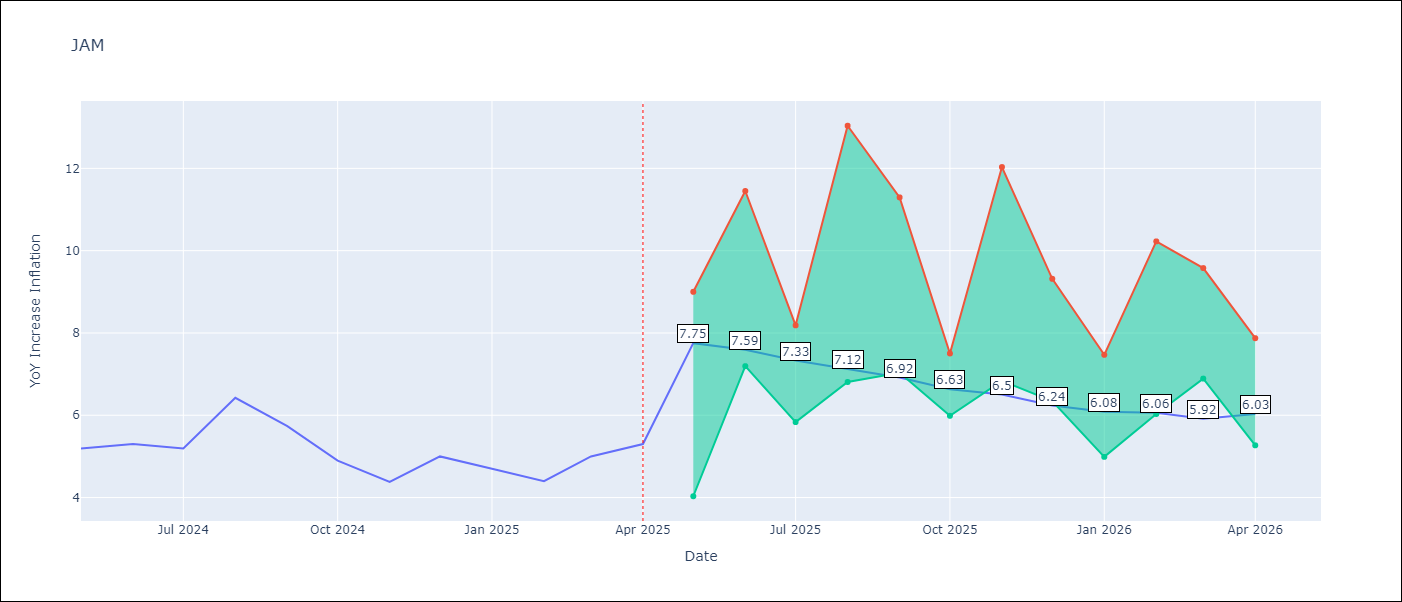 JAM
YoY Increase Inflation
12
10
8
6
4
7.75
7.59
7.33
7.12
6.92
6.63
6.5
6.24
6.08
6.06
5.92
6.03
Jul 2024
Oct 2024
Jan 2025
Apr 2025
Jul 2025
Oct 2025
Jan 2026
Apr 2026
Date